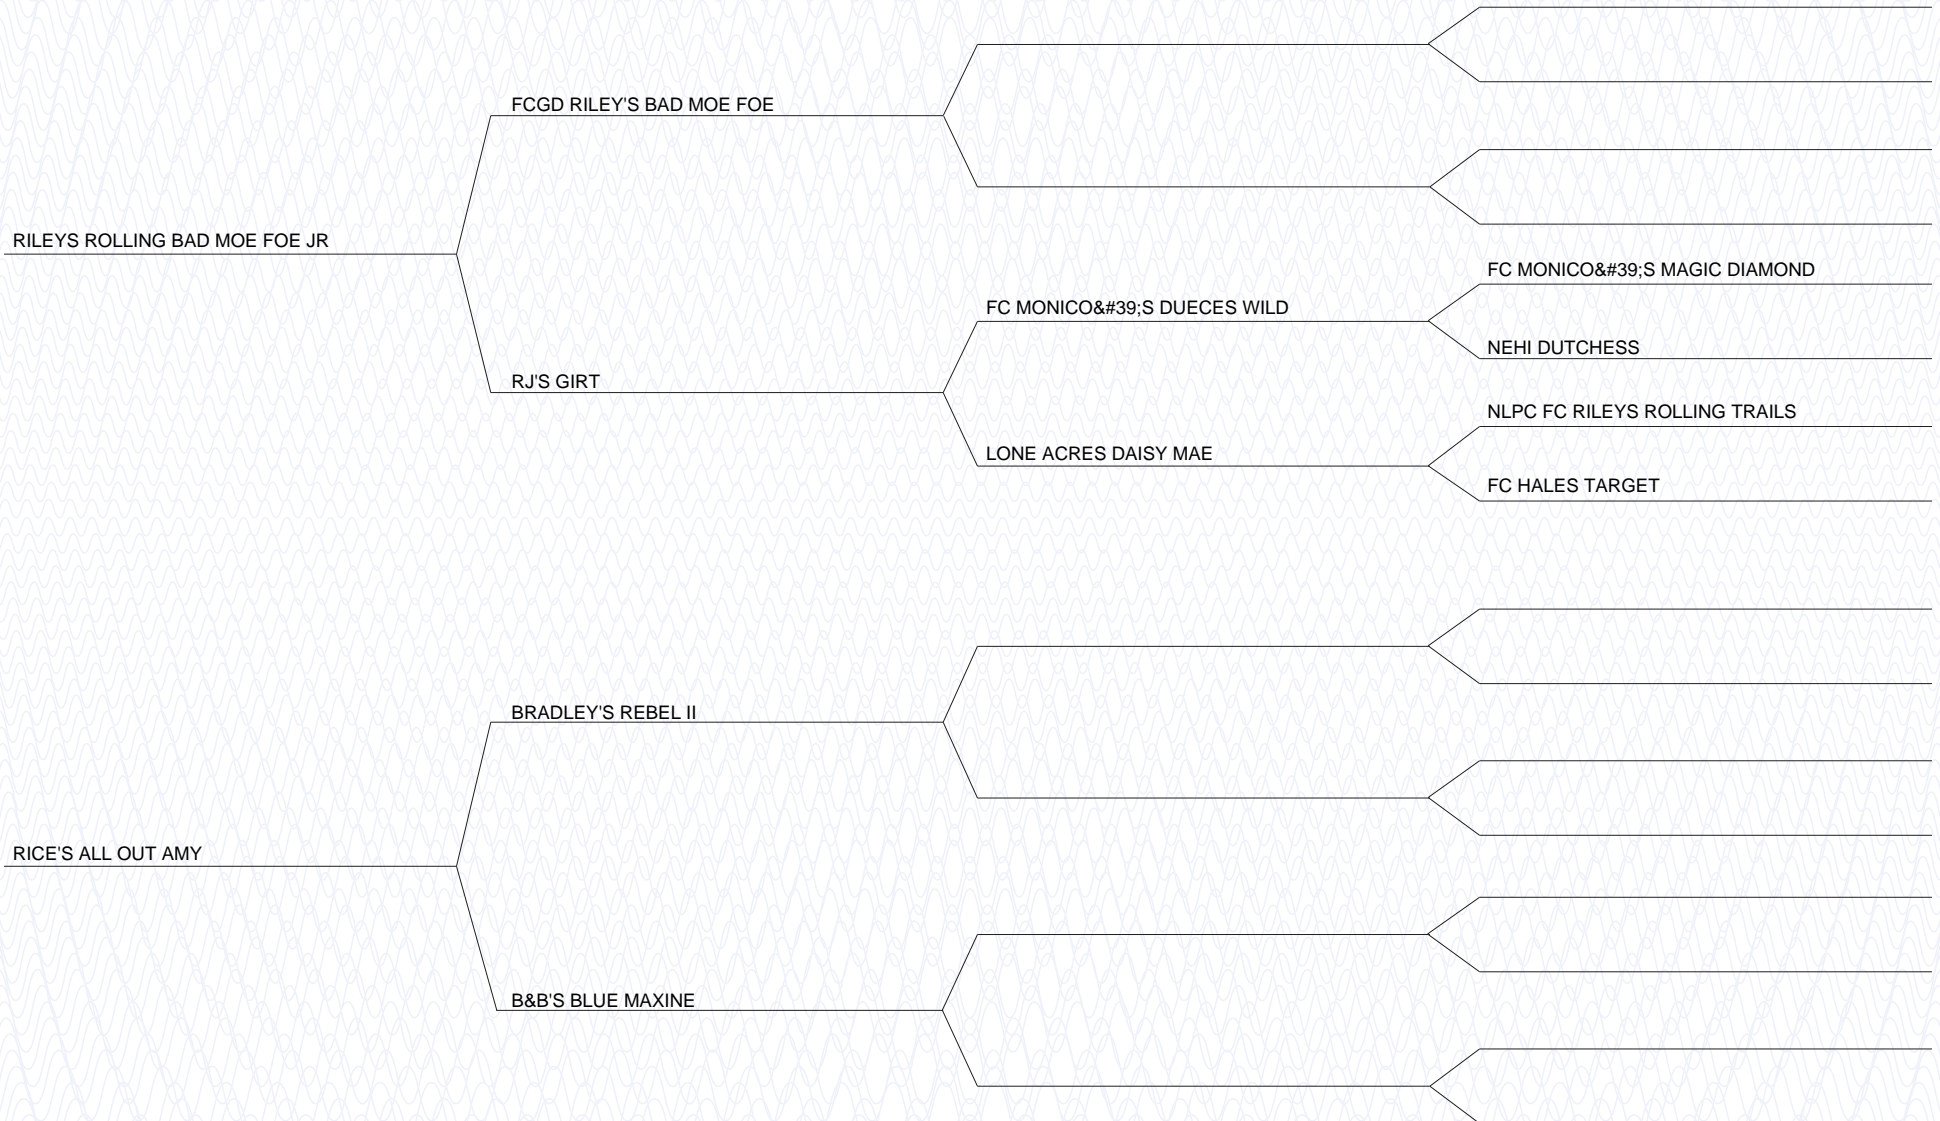 FCGD RILEY'S BAD MOE FOE
RILEYS ROLLING BAD MOE FOE JR
FC MONICO&#39;S MAGIC DIAMOND
FC MONICO&#39;S DUECES WILD
NEHI DUTCHESS
RJ'S GIRT
NLPC FC RILEYS ROLLING TRAILS
LONE ACRES DAISY MAE
FC HALES TARGET
BRADLEY'S REBEL II
RICE'S ALL OUT AMY
B&B'S BLUE MAXINE